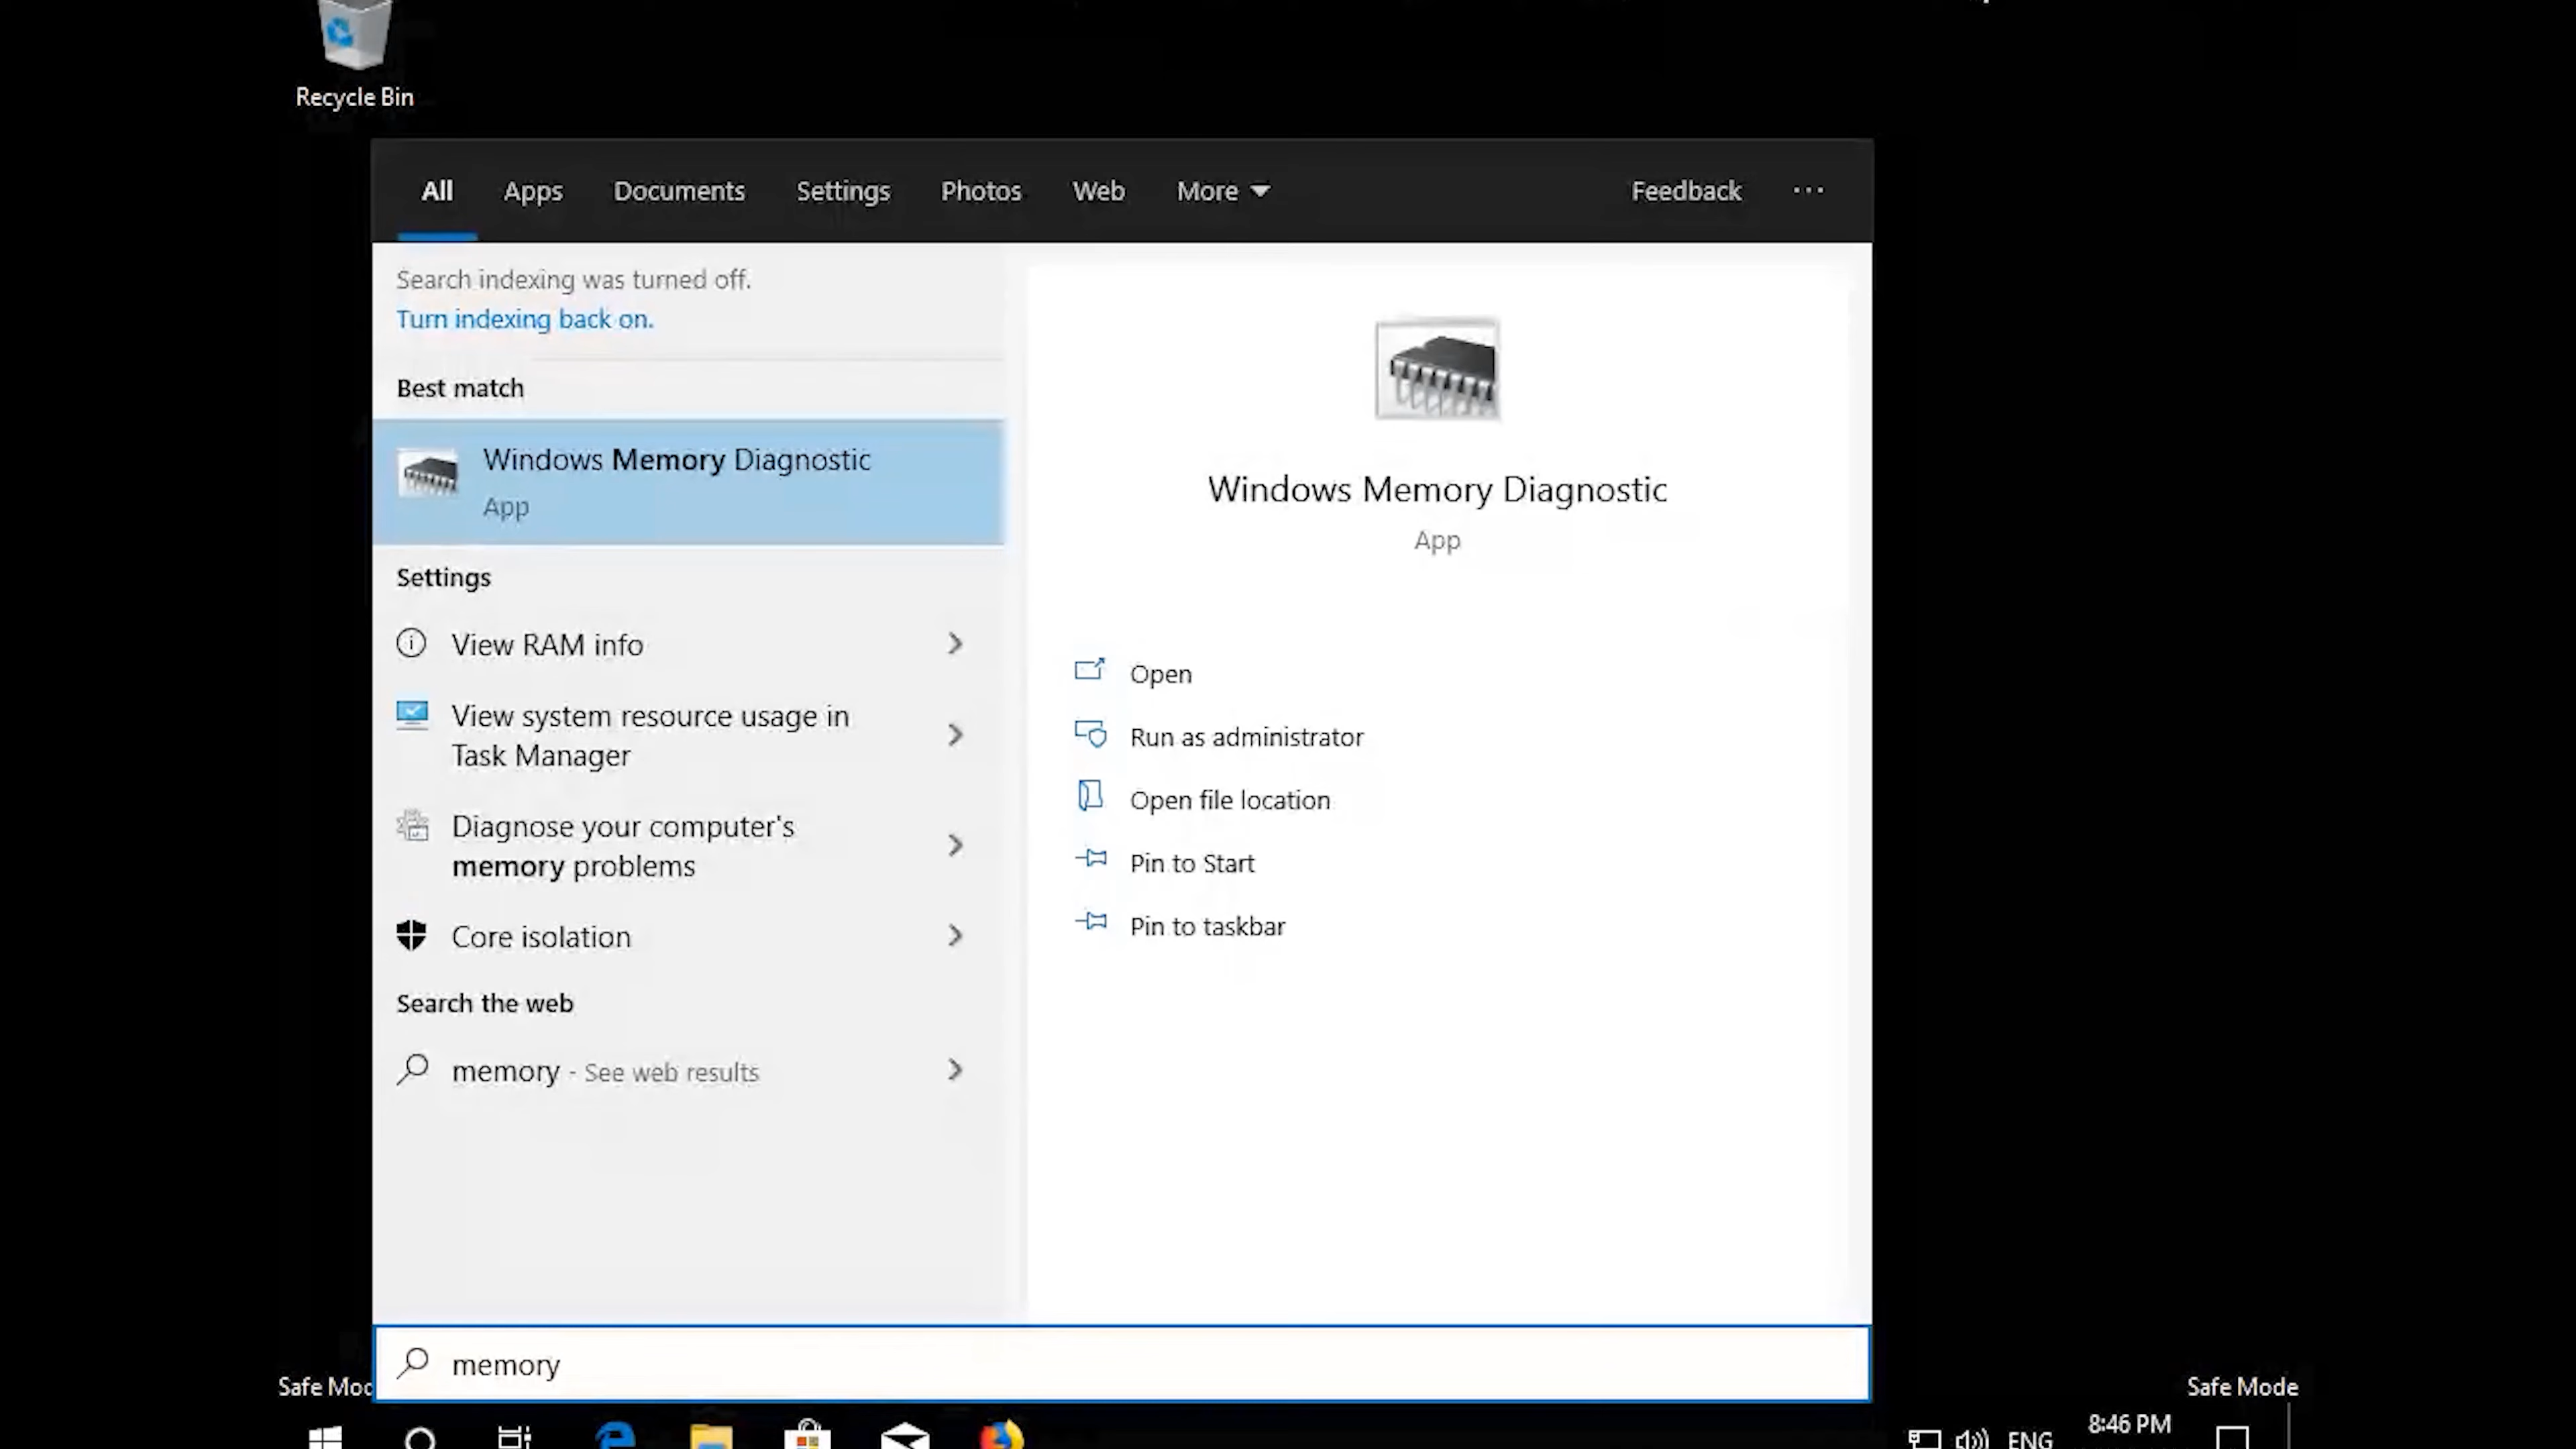 Recycle Bin
All Apps Documents Settings Photos Web More Feedback ...
Search indexing was turned off.
Turn indexing back on.
Best match
Windows Memory Diagnostic
App
Settings
View RAM info
View system resource usage in
Task Manager
Diagnose your computer's
memory problems
Core isolation
Search the web
memory - See web results
Windows Memory Diagnostic
App
Open
Run as administrator
Open file location
Pin to Start
Pin to taskbar
memory
Safe Mod
Safe Mode
ENG
8:46 PM